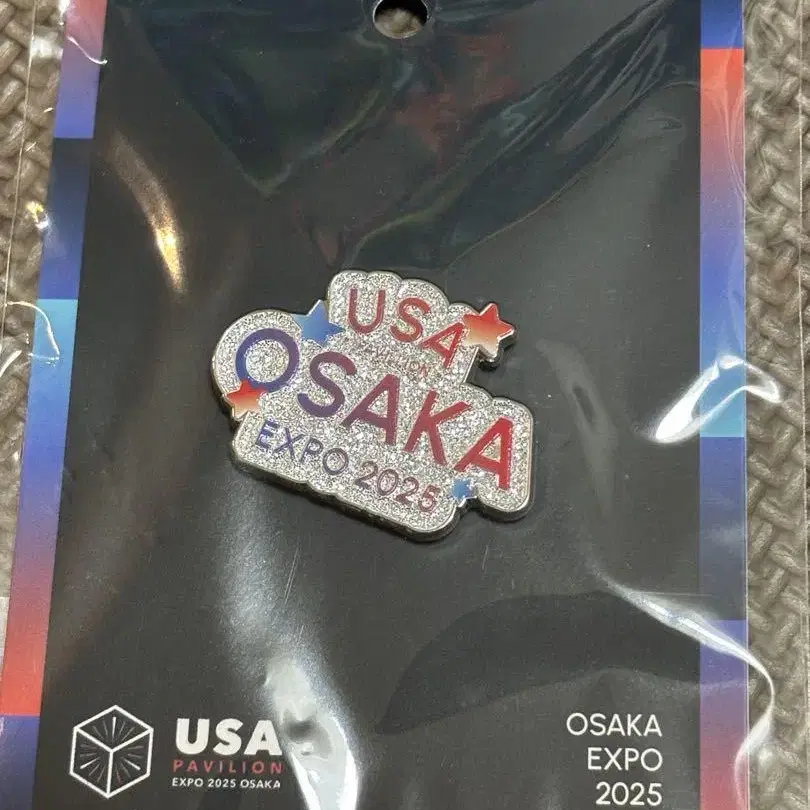 USA
PAVILION
OSAKA
EXPO 2025
USA
PAVILION
EXPO 2025 OSAKA
OSAKA
EXPO
2025